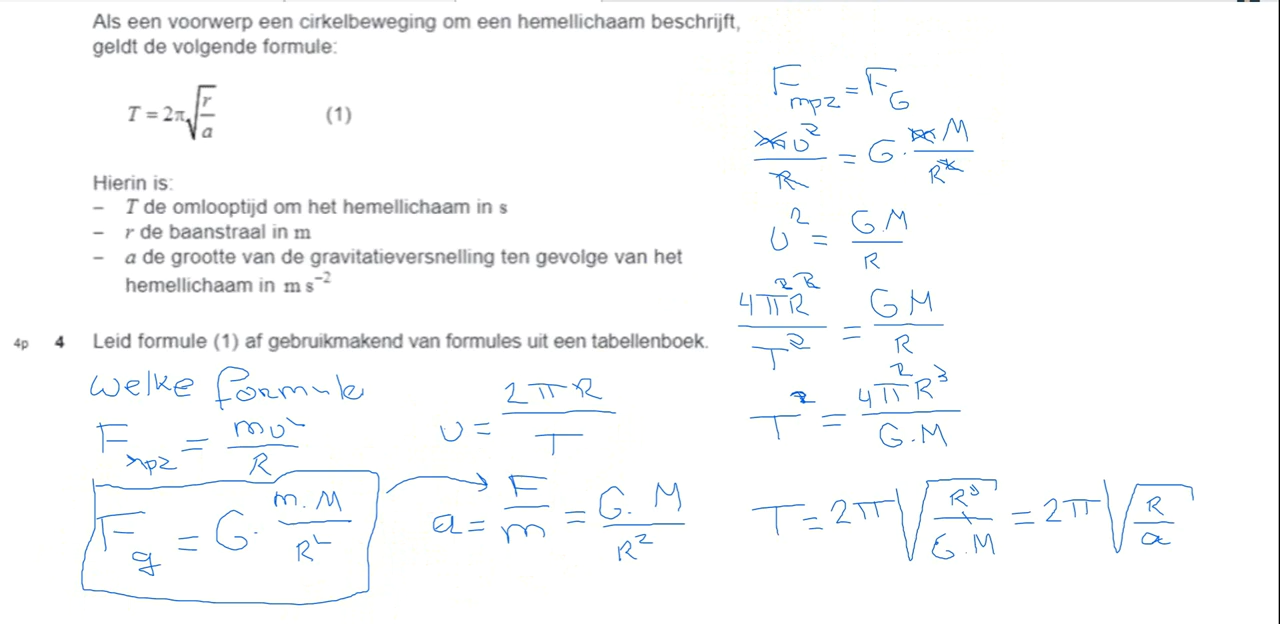 Als een voorwerp een cirkelbeweging om een hemellichaam beschrijft,
geldt de volgende formule:
T = 2π√(r/a) (1)
Hierin is:
– T de omlooptijd om het hemellichaam in s
– r de baanstraal in m
– a de grootte van de gravitatieversnelling ten gevolge van het
hemellichaam in m s⁻²
4p 4 Leid formule (1) af gebruikmakend van formules uit een tabellenboek.
welke formule
F_mpz = mv²/R
F_g = G · m.M/R²
v = 2πR/T
a = F/m = G.M/R²
F_mpz = F_G
mv²/R = G · mM/R²
v² = G.M/R
4π²R²/T² = GM/R
T² = 4π²R³/G.M
T = 2π√(R³/G.M) = 2π√(R/a)